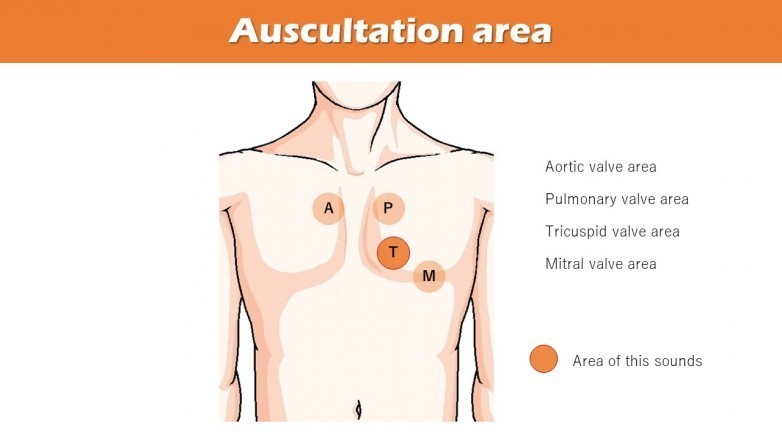 Auscultation area
A
P
T
M
Aortic valve area
Pulmonary valve area
Tricuspid valve area
Mitral valve area
Area of this sounds